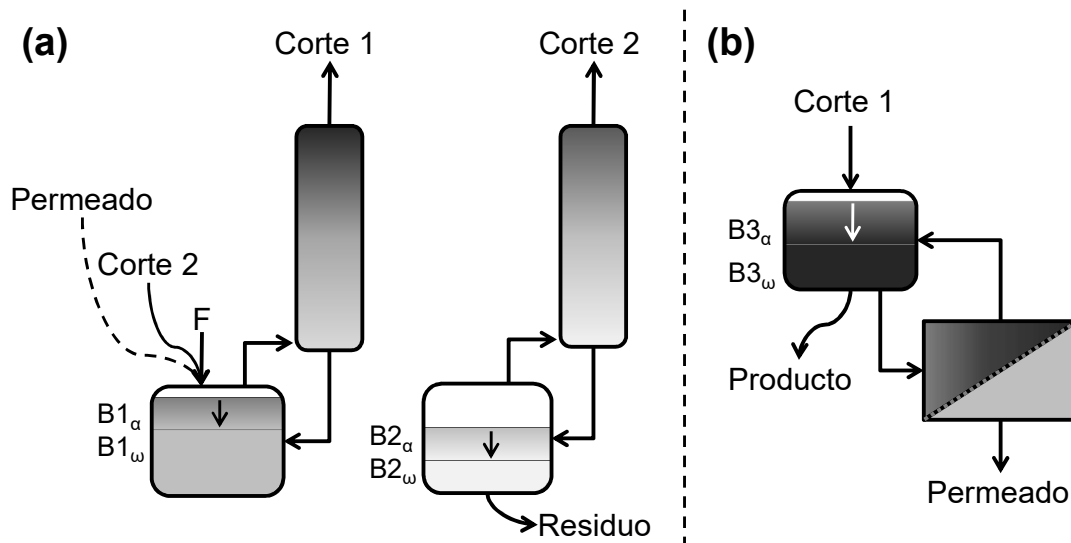 (a)
Corte 1
Corte 2
Permeado
Corte 2
F
B1α
B1ω
B2α
B2ω
Residuo
(b)
Corte 1
B3α
B3ω
Producto
Permeado